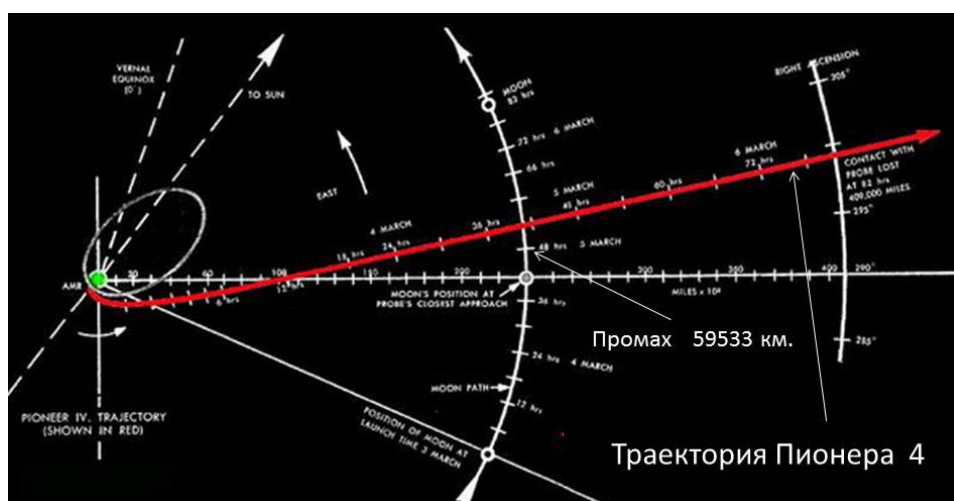 VERNAL
EQUINOX
(0°)
TO SUN
EAST
MOON
83 hrs
72 hrs 6 MARCH
66 hrs
5 MARCH
RIGHT ASCENSION
305°
6 MARCH
72 hrs
60 hrs
45 hrs
36 hrs
4 MARCH
24 hrs
18 hrs
CONTACT WITH
PROBE LOST
AT 82 hrs
409,000 MILES
295°
48 hrs 5 MARCH
AMR
60
100
150
200
300
350
400
290°
6 hrs
12 hrs
MOON'S POSITION AT
PROBE'S CLOSEST APPROACH
MILES x 10³
36 hrs
Промах 59533 км.
285°
24 hrs 4 MARCH
MOON PATH
12 hrs
PIONEER IV, TRAJECTORY
(SHOWN IN RED)
POSITION OF MOON AT
LAUNCH TIME 3 MARCH
Траектория Пионера 4